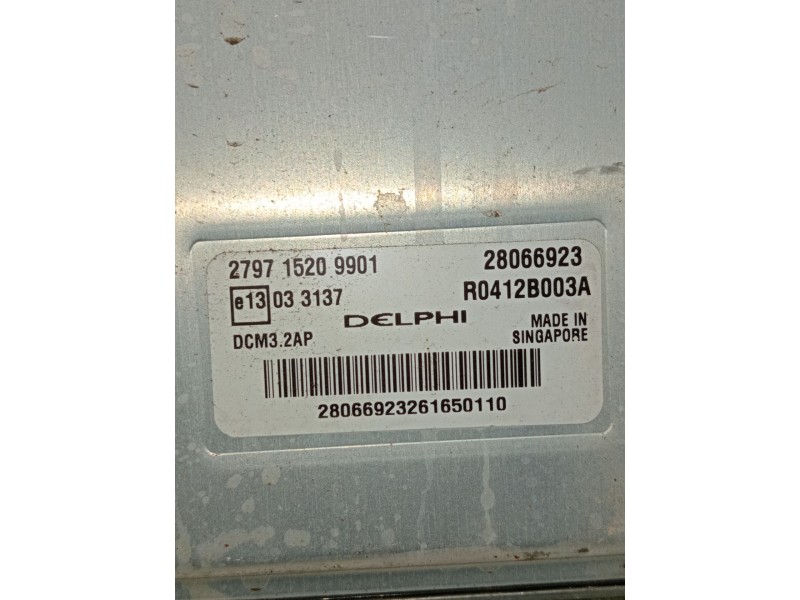 2797 1520 9901 28066923
e13 03 3137 R0412B003A
DELPHI
DCM3.2AP MADE IN
SINGAPORE
28066923261650110